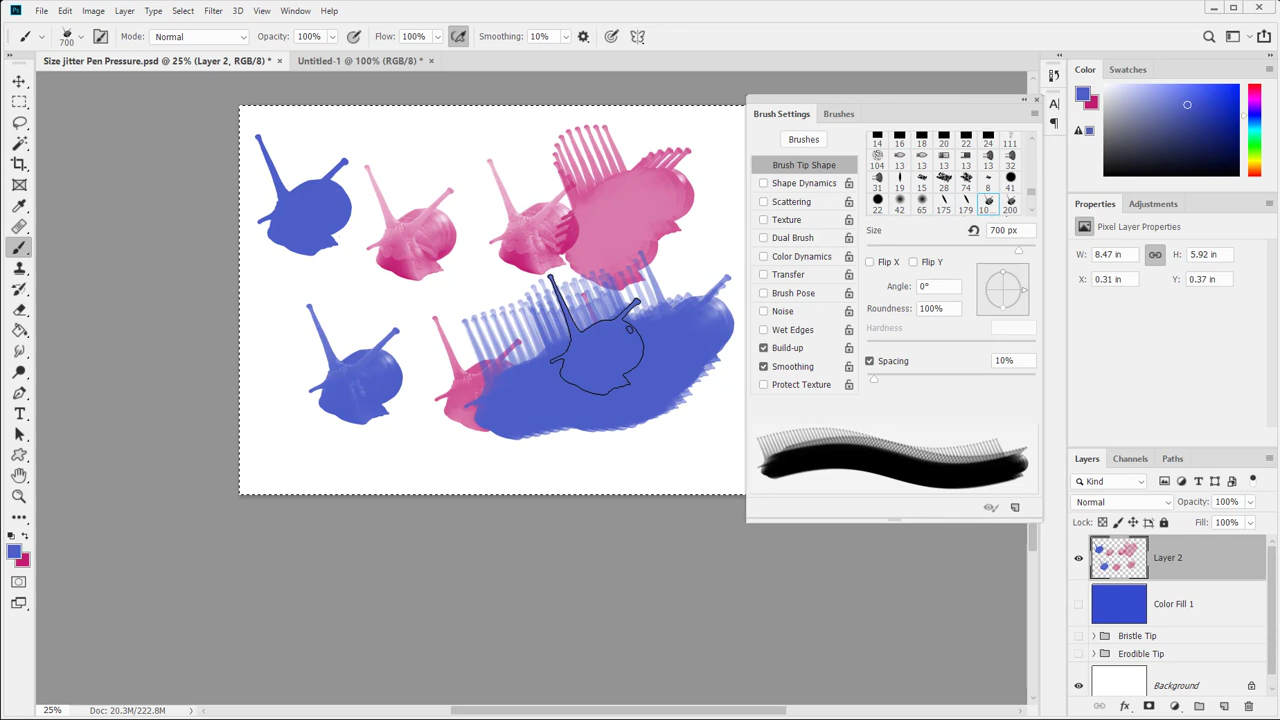 Ps File Edit Image Layer Type Select Filter 3D View Window Help
700 Mode: Normal Opacity: 100% Flow: 100% Smoothing: 10%
Size jitter Pen Pressure.psd @ 25% (Layer 2, RGB/8) * × Untitled-1 @ 100% (RGB/8) * ×
Brush Settings Brushes
Brushes
Brush Tip Shape
Shape Dynamics
Scattering
Texture
Dual Brush
Color Dynamics
Transfer
Brush Pose
Noise
Wet Edges
Build-up
Smoothing
Protect Texture
14 16 18 20 22 24 111
104 13 13 13 13 13 32
31 19 15 28 74 8 41
22 42 65 175 179 10... 200
Size 700 px
Flip X Flip Y
Angle: 0°
Roundness: 100%
Hardness
Spacing 10%
Color Swatches
Properties Adjustments
Pixel Layer Properties
W: 8.47 in H: 5.92 in
X: 0.31 in Y: 0.37 in
Layers Channels Paths
Kind
Normal Opacity: 100%
Lock: Fill: 100%
Layer 2
Color Fill 1
Bristle Tip
Erodible Tip
Background
25% Doc: 20.3M/222.8M